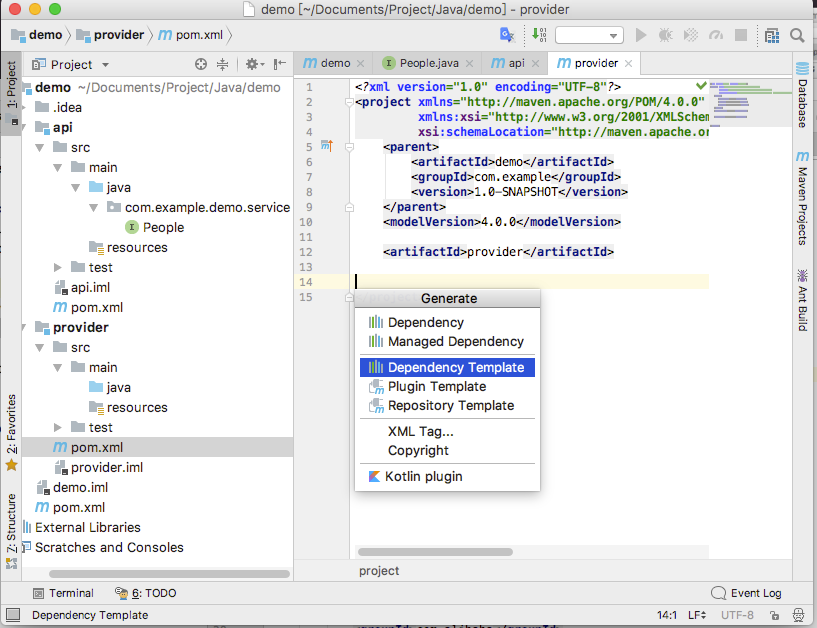 demo [~/Documents/Project/Java/demo] - provider
demo provider pom.xml
1: Project
Project
demo People.java api provider
demo ~/Documents/Project/Java/demo
.idea
api
src
main
java
com.example.demo.service
People
resources
test
api.iml
pom.xml
provider
src
main
java
resources
test
pom.xml
provider.iml
demo.iml
pom.xml
External Libraries
Scratches and Consoles
2: Favorites
7: Structure
1 <?xml version="1.0" encoding="UTF-8"?>
2 <project xmlns="http://maven.apache.org/POM/4.0.0"
3 xmlns:xsi="http://www.w3.org/2001/XMLSchem
4 xsi:schemaLocation="http://maven.apache.or
5 <parent>
6 <artifactId>demo</artifactId>
7 <groupId>com.example</groupId>
8 <version>1.0-SNAPSHOT</version>
9 </parent>
10 <modelVersion>4.0.0</modelVersion>
11
12 <artifactId>provider</artifactId>
13
14
15
Generate
Dependency
Managed Dependency
Dependency Template
Plugin Template
Repository Template
XML Tag...
Copyright
Kotlin plugin
project
Database
Maven Projects
Ant Build
Terminal 6: TODO Event Log
Dependency Template 14:1 LF UTF-8